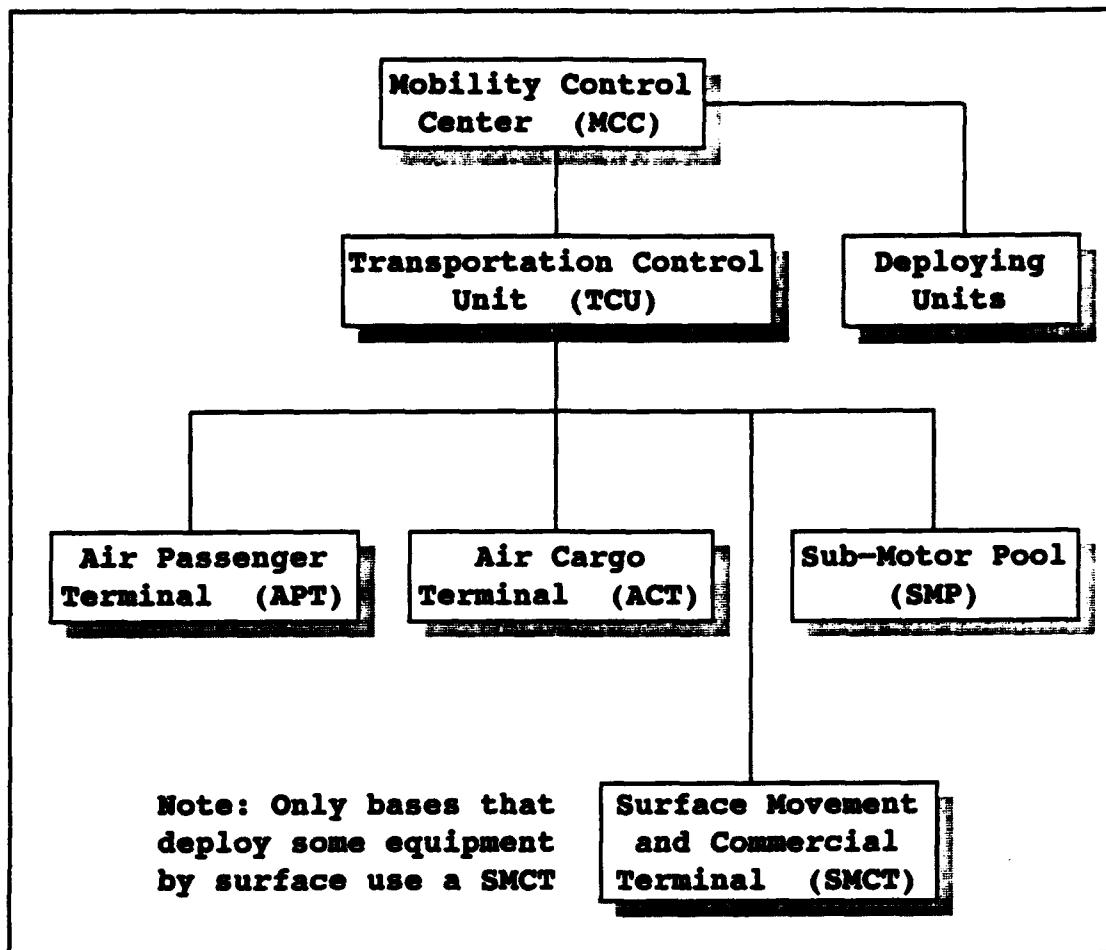 Mobility Control
Center (MCC)
Transportation Control
Unit (TCU)
Deploying
Units
Air Passenger
Terminal (APT)
Air Cargo
Terminal (ACT)
Sub-Motor Pool
(SMP)
Note: Only bases that
deploy some equipment
by surface use a SMCT
Surface Movement
and Commercial
Terminal (SMCT)